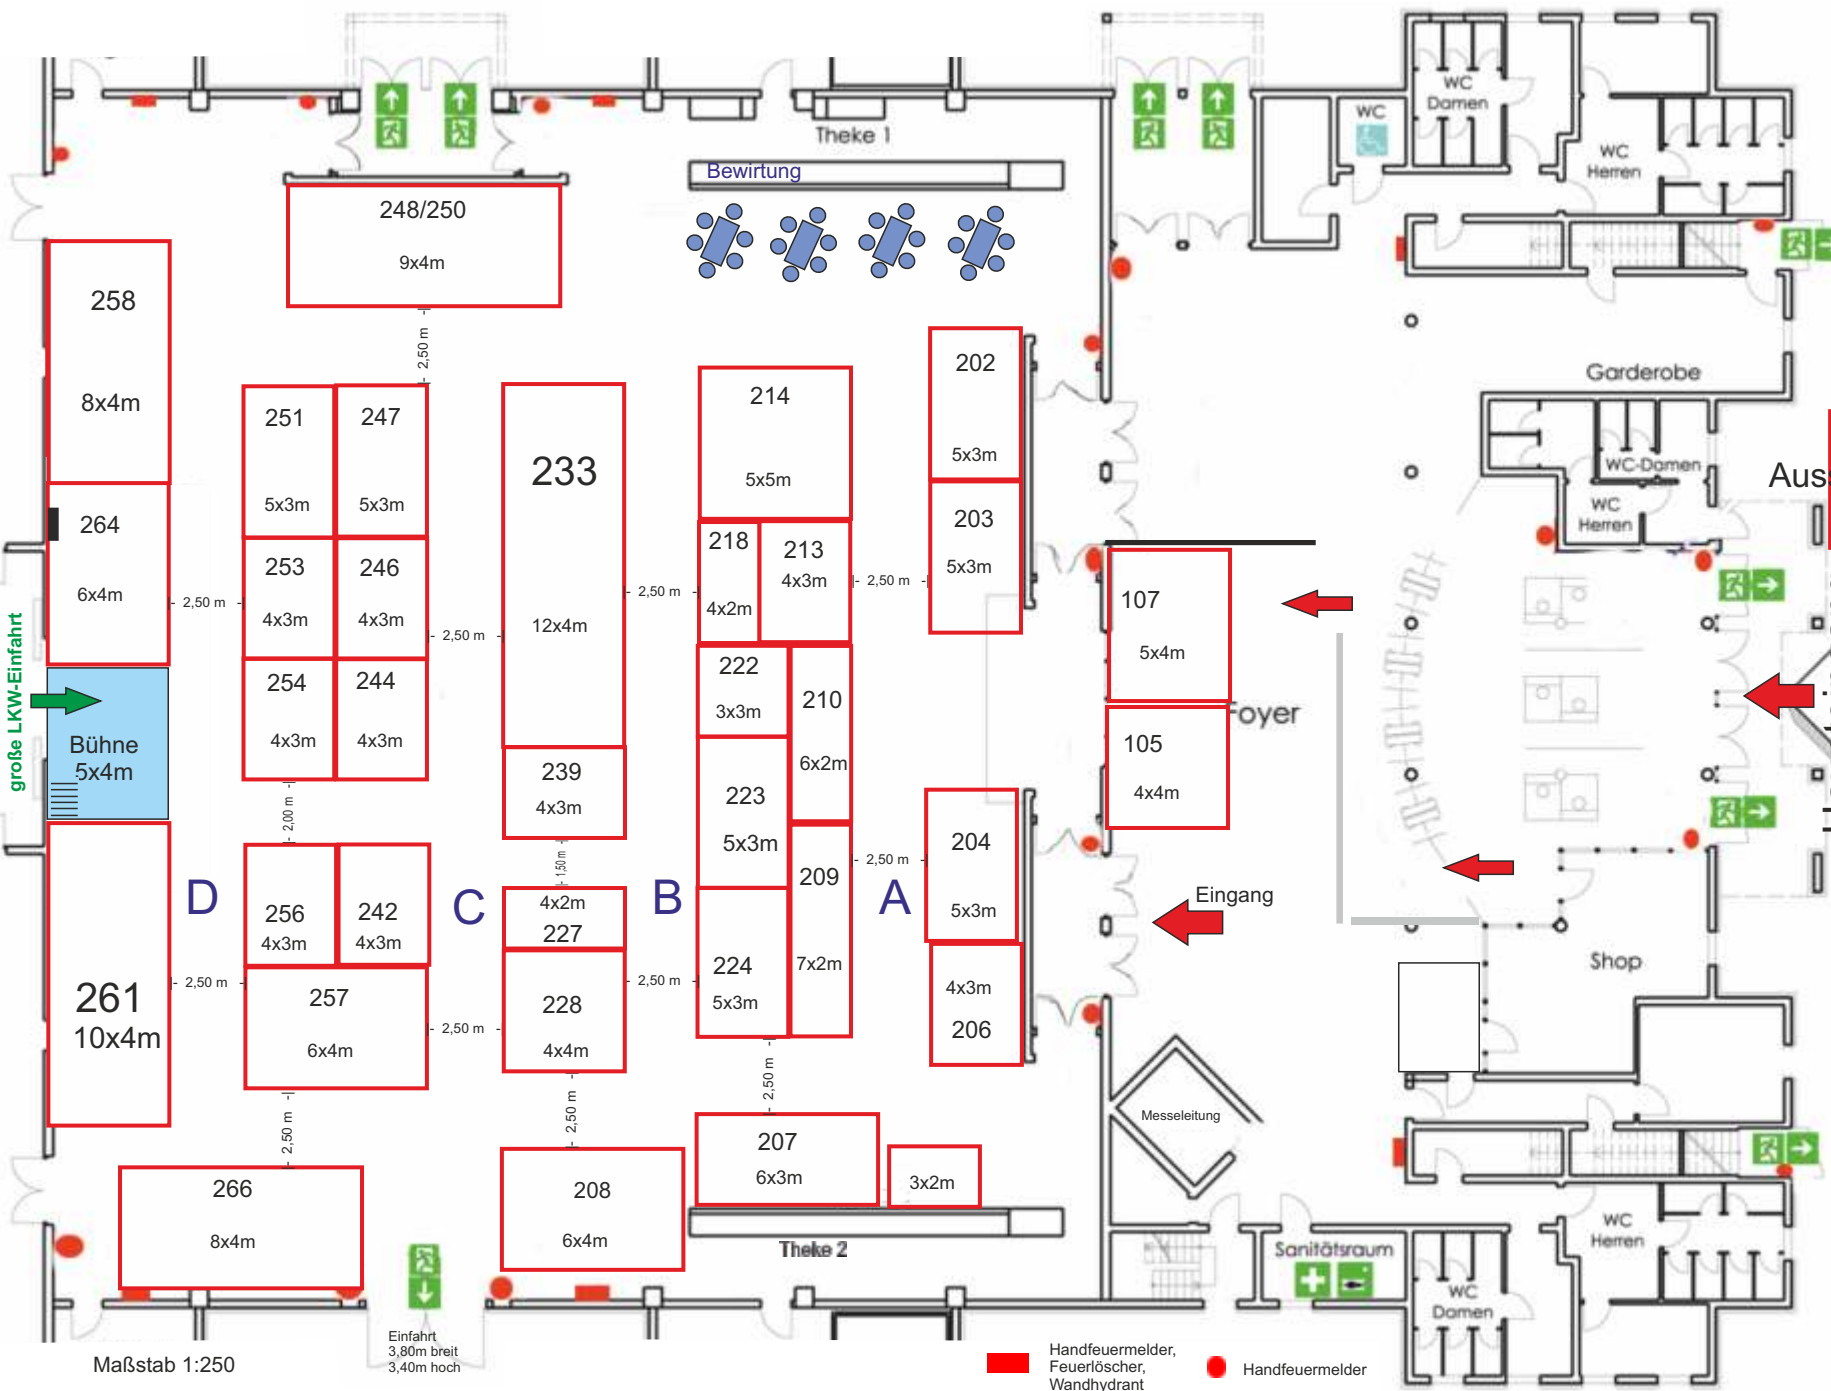 WC
Damen
WC
WC
Herren
Theke 1
Bewirtung
248/250
9x4m
258
8x4m
2,50 m
202
5x3m
Garderobe
214
5x5m
251
5x3m
247
5x3m
233
12x4m
WC-Damen
WC
Herren
264
6x4m
203
5x3m
218
4x2m
213
4x3m
253
4x3m
246
4x3m
2,50 m
2,50 m
2,50 m
2,50 m
107
5x4m
große LKW-Einfahrt
Bühne
5x4m
254
4x3m
244
4x3m
222
3x3m
210
6x2m
Foyer
105
4x4m
239
4x3m
223
5x3m
2,00 m
1,50 m
204
5x3m
209
7x2m
2,50 m
D
C
B
A
Eingang
256
4x3m
242
4x3m
4x2m
227
224
5x3m
Shop
261
10x4m
2,50 m
257
6x4m
2,50 m
228
4x4m
2,50 m
4x3m
206
2,50 m
2,50 m
2,50 m
Messeleitung
207
6x3m
3x2m
266
8x4m
208
6x4m
Theke 2
Sanitätsraum
WC
Herren
WC
Damen
Maßstab 1:250
Einfahrt
3,80m breit
3,40m hoch
Handfeuermelder,
Feuerlöscher,
Wandhydrant
Handfeuermelder